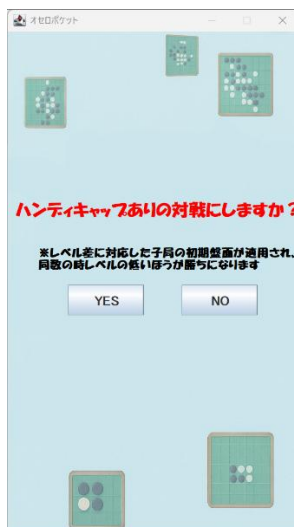 オセロポケット
ハンディキャップありの対戦にしますか？
※レベル差に対応した子局の初期盤面が適用され、
同数の時レベルの低いほうが勝ちになります
YES
NO